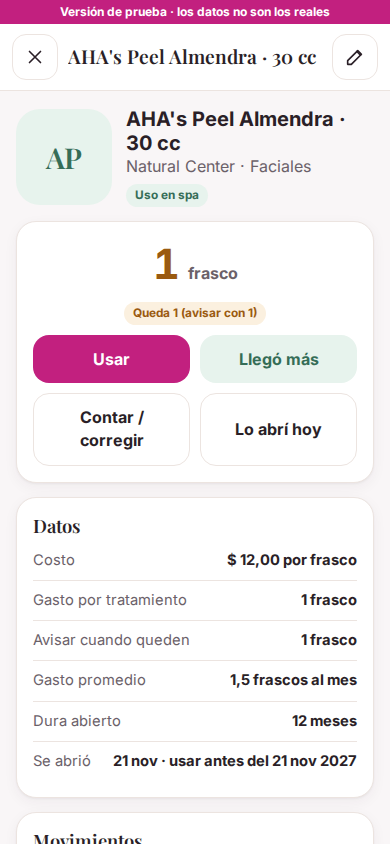 Versión de prueba · los datos no son los reales
AHA's Peel Almendra · 30 cc
AP
AHA's Peel Almendra ·
30 cc
Natural Center · Faciales
Uso en spa
1 frasco
Queda 1 (avisar con 1)
Usar
Llegó más
Contar /
corregir
Lo abrí hoy
Datos
Costo $ 12,00 por frasco
Gasto por tratamiento 1 frasco
Avisar cuando queden 1 frasco
Gasto promedio 1,5 frascos al mes
Dura abierto 12 meses
Se abrió 21 nov · usar antes del 21 nov 2027
Movimientos